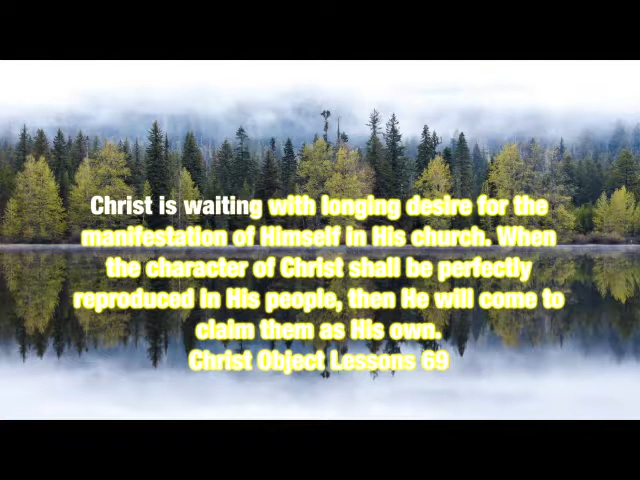 Christ is waiting with longing desire for the
manifestation of Himself in His church. When
the character of Christ shall be perfectly
reproduced in His people, then He will come to
claim them as His own.
Christ Object Lessons 69